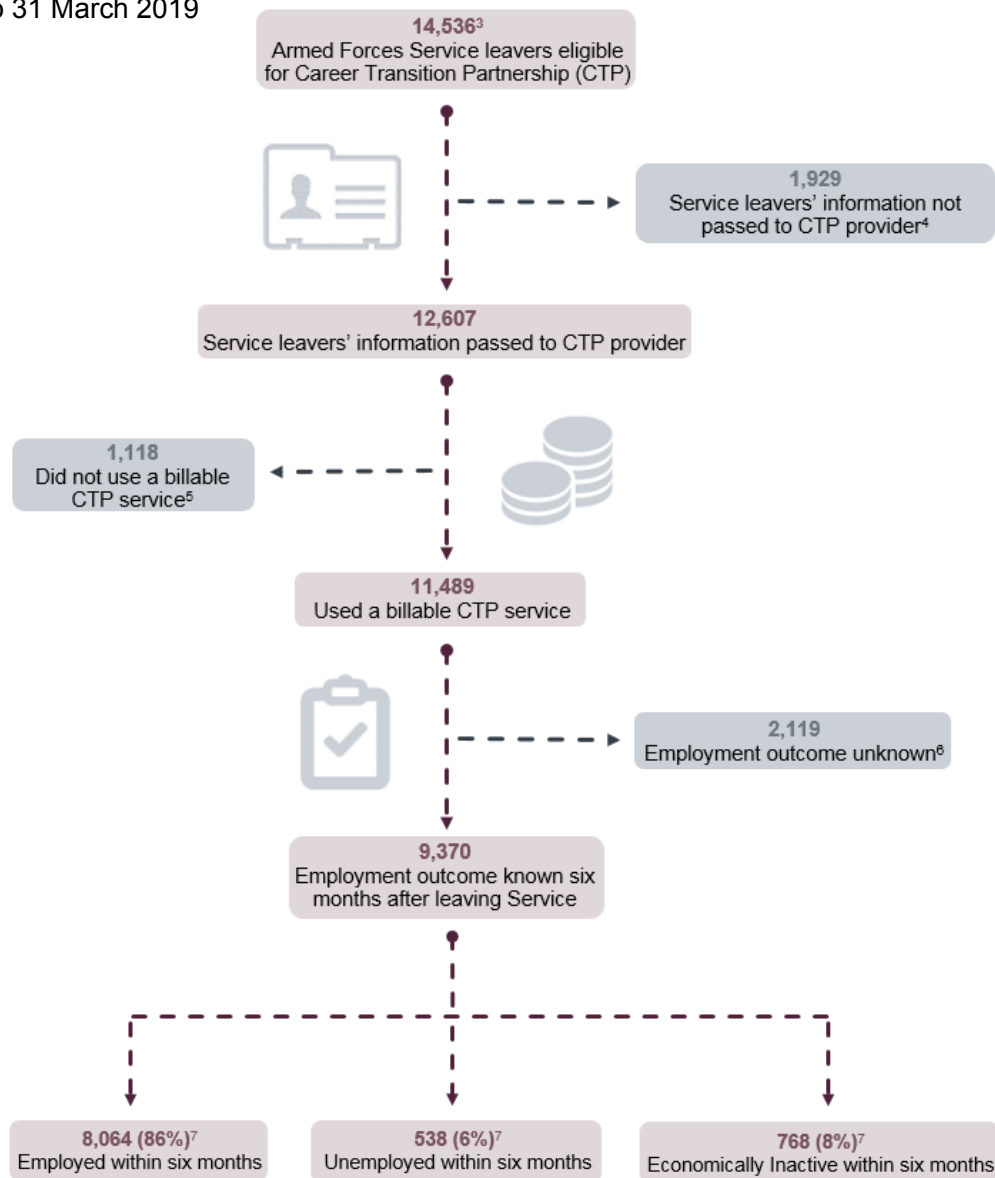 31 March 2019
14,536³
Armed Forces Service leavers eligible
for Career Transition Partnership (CTP)
1,929
Service leavers’ information not
passed to CTP provider⁴
12,607
Service leavers’ information passed to CTP provider
1,118
Did not use a billable
CTP service⁵
11,489
Used a billable CTP service
2,119
Employment outcome unknown⁶
9,370
Employment outcome known six
months after leaving Service
8,064 (86%)⁷
Employed within six months
538 (6%)⁷
Unemployed within six months
768 (8%)⁷
Economically Inactive within six months